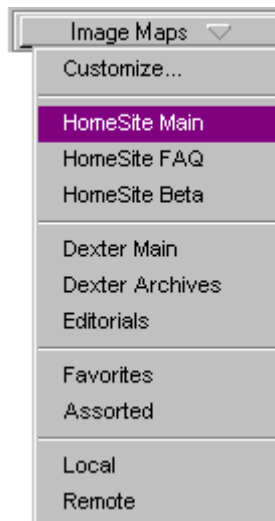 Image Maps
Customize...
HomeSite Main
HomeSite FAQ
HomeSite Beta
Dexter Main
Dexter Archives
Editorials
Favorites
Assorted
Local
Remote